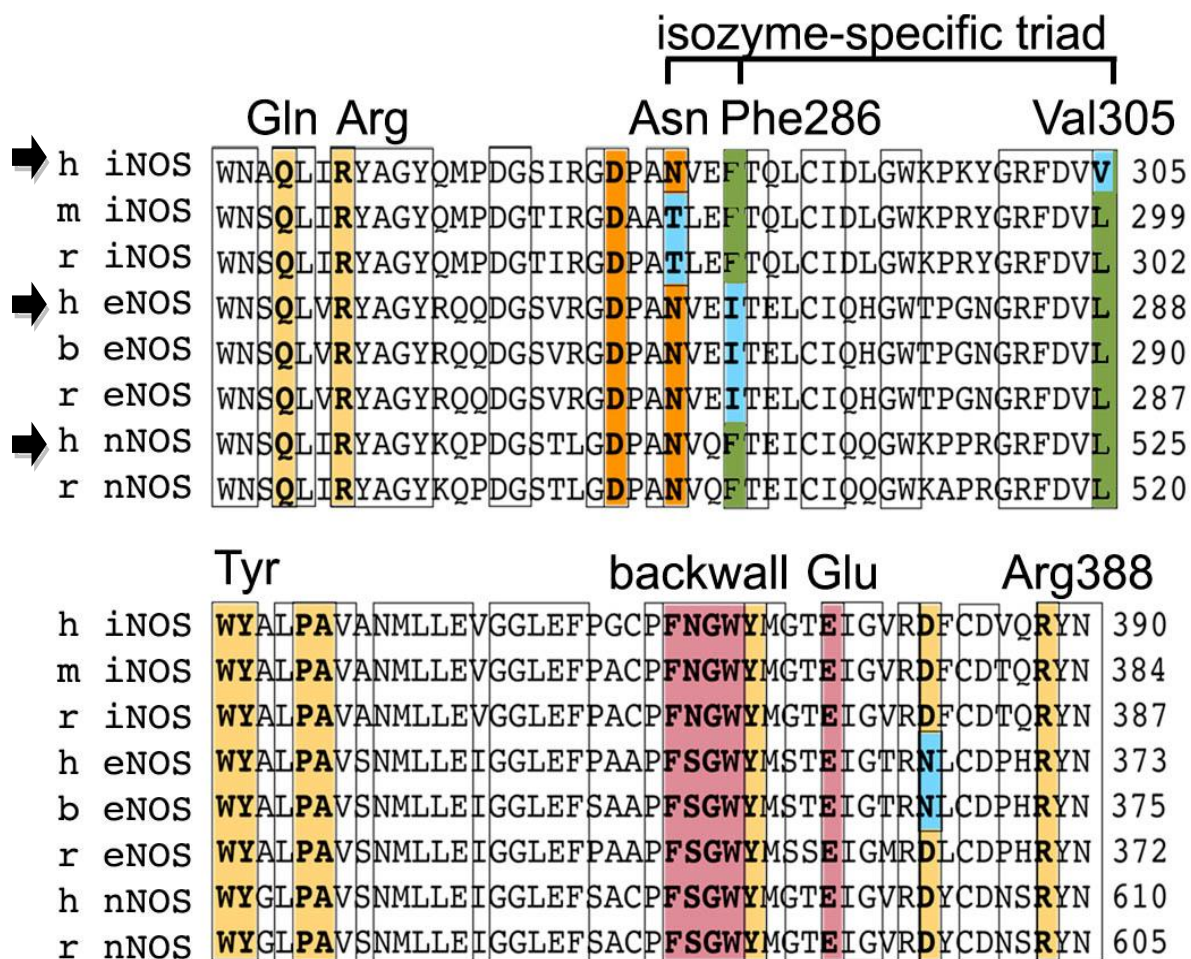 isozyme-specific triad
Gln Arg Asn Phe286 Val305
h iNOS WNAQLIRYAGYQMPDGSIRGDPANVEFTQLCIDLGWKPKYGRFDVV 305
m iNOS WNSQLIRYAGYQMPDGTIRGDAATLEFTQLCIDLGWKPRYGRFDVL 299
r iNOS WNSQLIRYAGYQMPDGTIRGDPATLEFTQLCIDLGWKPRYGRFDVL 302
h eNOS WNSQLVRYAGYRQQDGSVRGDPANVEITELCIQHGWTPGNGRFDVL 288
b eNOS WNSQLVRYAGYRQQDGSVRGDPANVEITELCIQHGWTPGNGRFDVL 290
r eNOS WNSQLVRYAGYRQQDGSVRGDPANVEITELCIQHGWTPGNGRFDVL 287
h nNOS WNSQLIRYAGYKQPDGSTLGDPANVQFTEICIQQGWKPPRGRFDVL 525
r nNOS WNSQLIRYAGYKQPDGSTLGDPANVQFTEICIQQGWKAPRGRFDVL 520
Tyr backwall Glu Arg388
h iNOS WYALPAVANMLLEVGGLEFPGCPFNGWYMGTEIGVRDFCDVQRYN 390
m iNOS WYALPAVANMLLEVGGLEFPACPFNGWYMGTEIGVRDFCDTQRYN 384
r iNOS WYALPAVANMLLEVGGLEFPACPFNGWYMGTEIGVRDFCDTQRYN 387
h eNOS WYALPAVSNMLLEIGGLEFPAAPFSGWYMSTEIGTRNLCDPHRYN 373
b eNOS WYALPAVSNMLLEIGGLEFSAAPFSGWYMSTEIGTRNLCDPHRYN 375
r eNOS WYALPAVSNMLLEIGGLEFPAAPFSGWYMSSEIGMRDLCDPHRYN 372
h nNOS WYGLPAVSNMLLEIGGLEFSACPFSGWYMGTEIGVRDYCDNSRYN 610
r nNOS WYGLPAVSNMLLEIGGLEFSACPFSGWYMGTEIGVRDYCDNSRYN 605